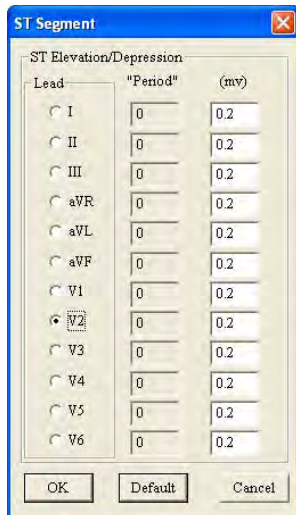 ST Segment
ST Elevation/Depression
Lead "Period" (mv)
I 0 0.2
II 0 0.2
III 0 0.2
aVR 0 0.2
aVL 0 0.2
aVF 0 0.2
V1 0 0.2
V2 0 0.2
V3 0 0.2
V4 0 0.2
V5 0 0.2
V6 0 0.2
OK Default Cancel